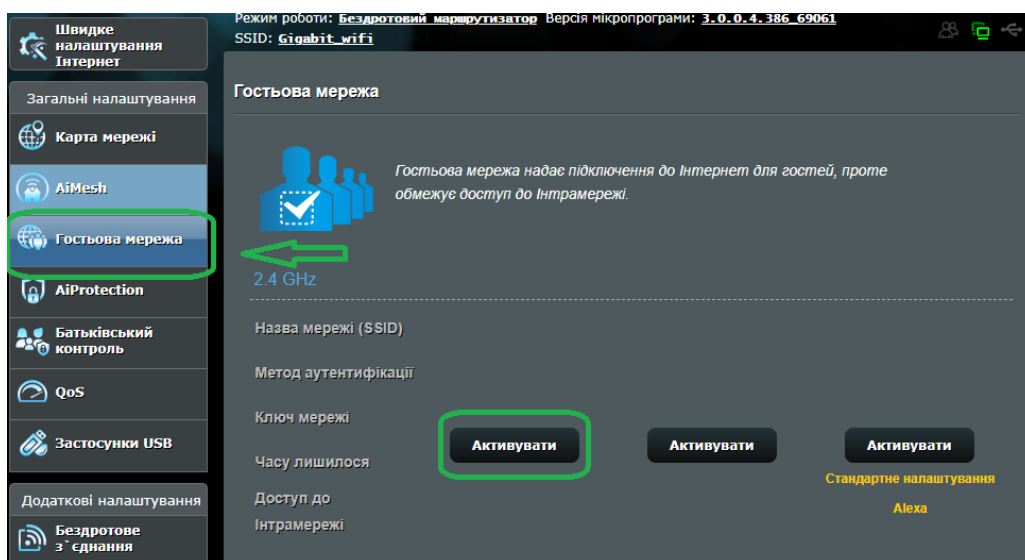 Швидке
налаштування
Інтернет
Режим роботи: Бездротовий маршрутизатор Версія мікропрограми: 3.0.0.4.386_69061
SSID: Gigabit_wifi
Загальні налаштування
Карта мережі
AiMesh
Гостьова мережа
AiProtection
Батьківський
контроль
QoS
Застосунки USB
Додаткові налаштування
Бездротове
з`єднання
Гостьова мережа
Гостьова мережа надає підключення до Інтернет для гостей, проте
обмежує доступ до Інтрамережі.
2.4 GHz
Назва мережі (SSID)
Метод аутентифікації
Ключ мережі
Часу лишилося
Доступ до
Інтрамережі
Активувати Активувати Активувати
Стандартне налаштування
Alexa